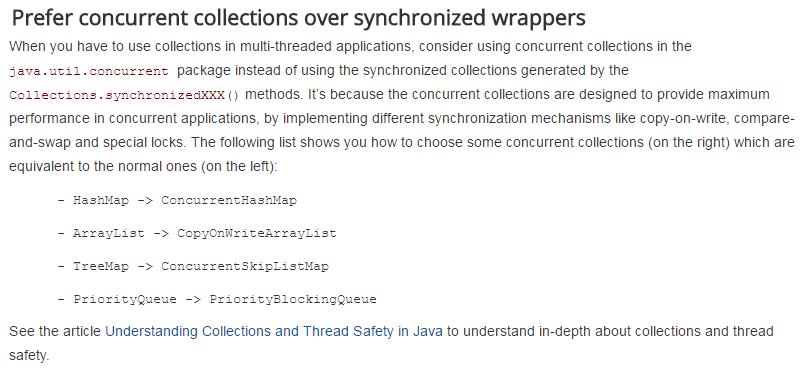 Prefer concurrent collections over synchronized wrappers
When you have to use collections in multi-threaded applications, consider using concurrent collections in the
java.util.concurrent package instead of using the synchronized collections generated by the
Collections.synchronizedXXX() methods. It's because the concurrent collections are designed to provide maximum
performance in concurrent applications, by implementing different synchronization mechanisms like copy-on-write, compare-
and-swap and special locks. The following list shows you how to choose some concurrent collections (on the right) which are
equivalent to the normal ones (on the left):
- HashMap -> ConcurrentHashMap
- ArrayList -> CopyOnWriteArrayList
- TreeMap -> ConcurrentSkipListMap
- PriorityQueue -> PriorityBlockingQueue
See the article Understanding Collections and Thread Safety in Java to understand in-depth about collections and thread
safety.